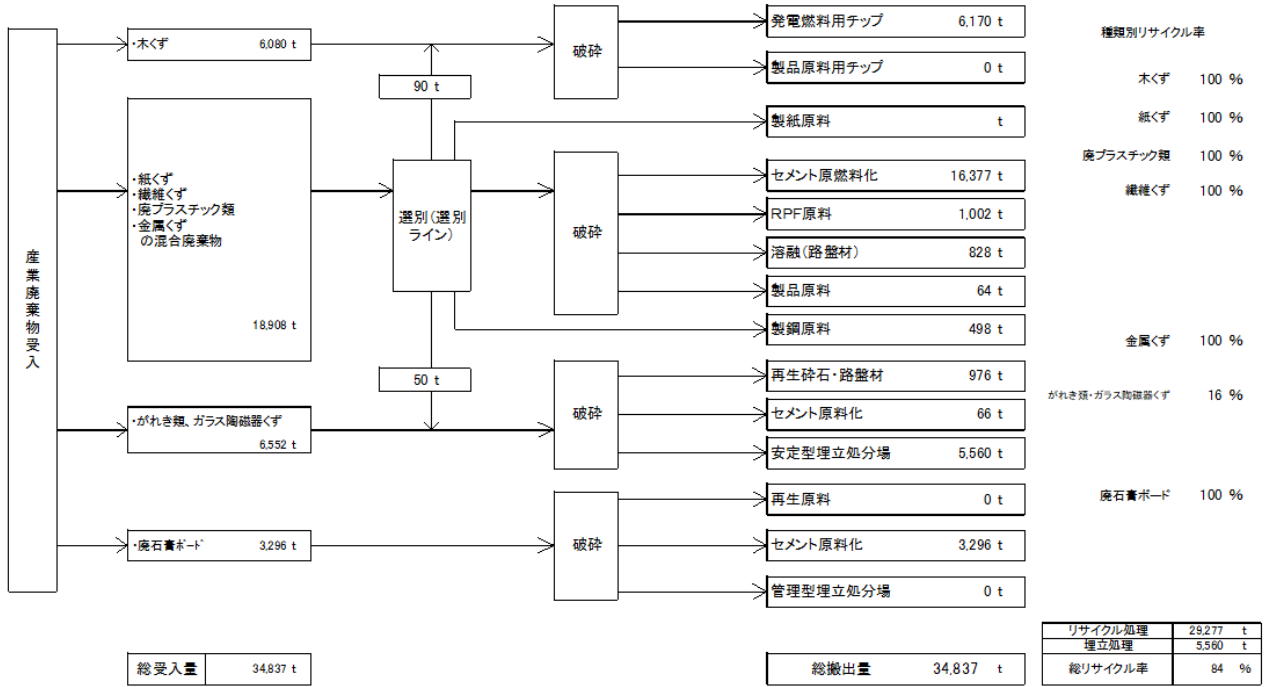 産業廃棄物受入
・木くず 6,080 t
90 t
・紙くず
・繊維くず
・廃プラスチック類
・金属くず
の混合廃棄物
18,908 t
選別(選別
ライン)
50 t
・がれき類、ガラス陶磁器くず
6,552 t
・廃石膏ボード 3,296 t
総受入量 34,837 t
破砕
破砕
破砕
破砕
発電燃料用チップ 6,170 t
製品原料用チップ 0 t
製紙原料 t
セメント原燃料化 16,377 t
RPF原料 1,002 t
溶融(路盤材) 828 t
製品原料 64 t
製鋼原料 498 t
再生砕石・路盤材 976 t
セメント原料化 66 t
安定型埋立処分場 5,560 t
再生原料 0 t
セメント原料化 3,296 t
管理型埋立処分場 0 t
総搬出量 34,837 t
種類別リサイクル率
木くず 100 %
紙くず 100 %
廃プラスチック類 100 %
繊維くず 100 %
金属くず 100 %
がれき類・ガラス陶磁器くず 16 %
廃石膏ボード 100 %
リサイクル処理 29,277 t
埋立処理 5,560 t
総リサイクル率 84 %